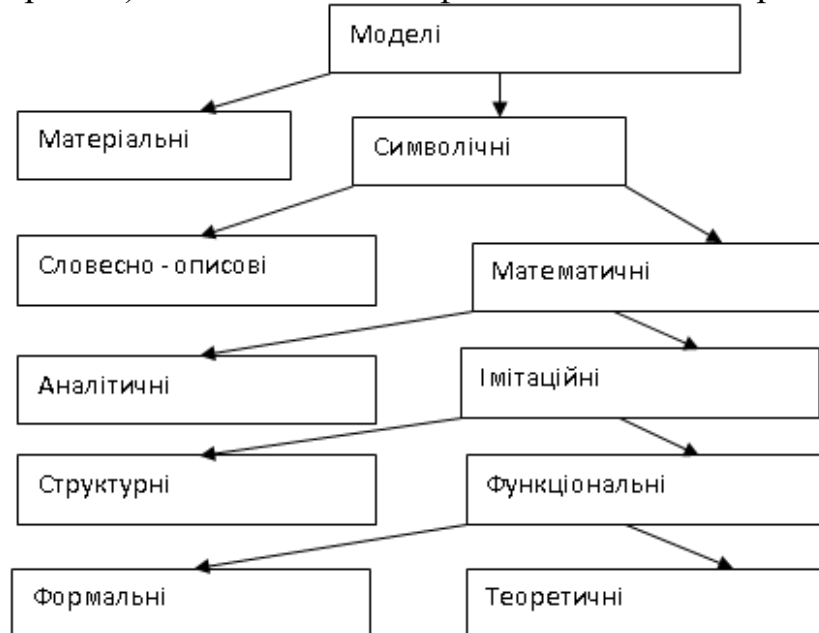 Моделі
Матеріальні
Символічні
Словесно - описові
Математичні
Аналітичні
Імітаційні
Структурні
Функціональні
Формальні
Теоретичні